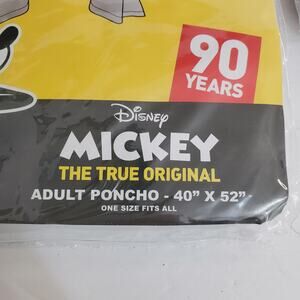 90
YEARS
Disney
MICKEY
THE TRUE ORIGINAL
ADULT PONCHO - 40" X 52"
ONE SIZE FITS ALL